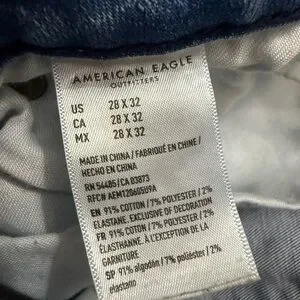 AMERICAN EAGLE
OUTFITTERS
US 28 X 32
CA 28 X 32
MX 28 X 32
MADE IN CHINA / FABRIQUÉ EN CHINE /
HECHO EN CHINA
RN 54485 / CA 03873
RFC# AEM12060SU9A
EN 91% COTTON / 7% POLYESTER / 2%
ELASTANE. EXCLUSIVE OF DECORATION
FR 91% COTTON / 7% POLYESTER / 2%
ÉLASTHANNE. À L'EXCEPTION DE LA
GARNITURE
SP 91% algodón / 7% poliéster / 2%
elastano